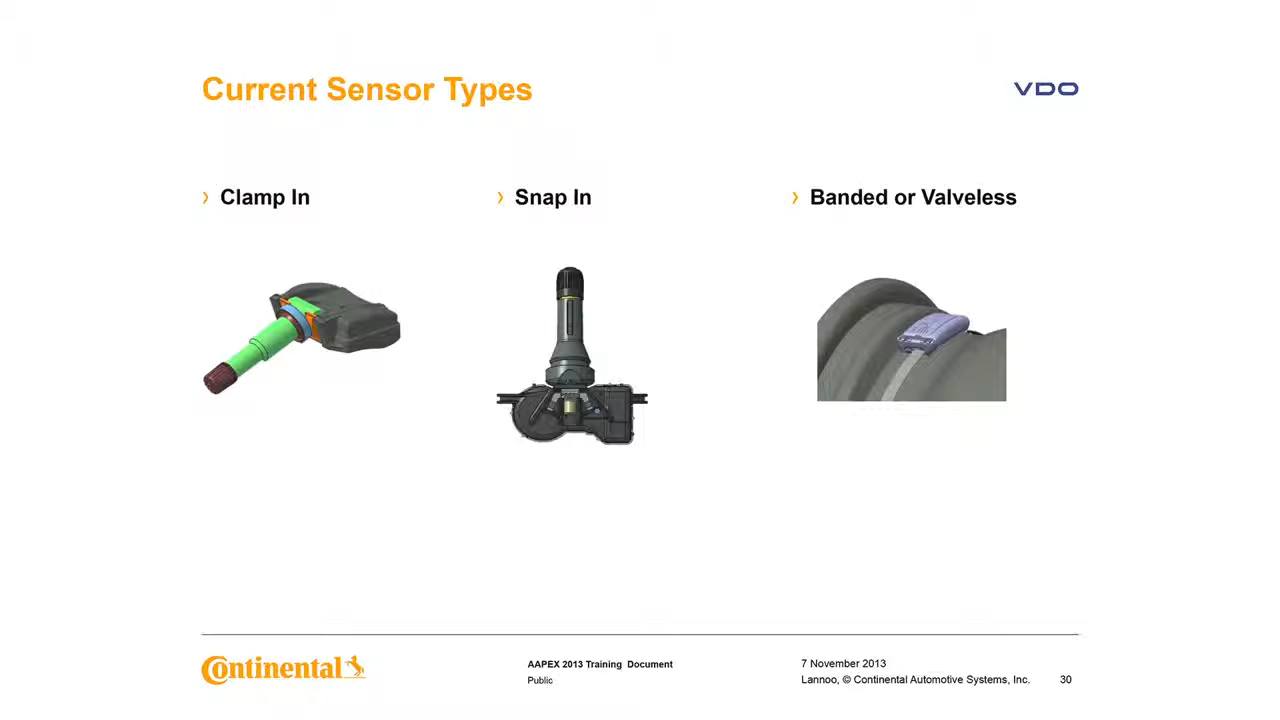 Current Sensor Types
VDO
› Clamp In
› Snap In
› Banded or Valveless
Continental
AAPEX 2013 Training Document
Public
7 November 2013
Lannoo, © Continental Automotive Systems, Inc.
30